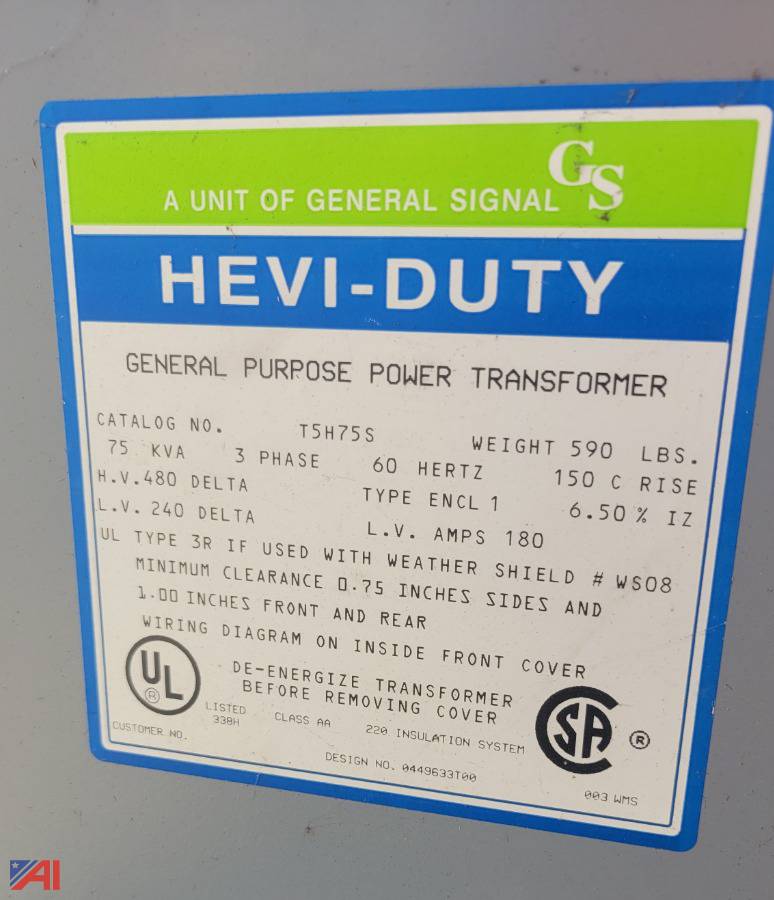 GS
A UNIT OF GENERAL SIGNAL
HEVI-DUTY
GENERAL PURPOSE POWER TRANSFORMER
CATALOG NO. T5H75S WEIGHT 590 LBS.
75 KVA 3 PHASE 60 HERTZ 150 C RISE
H.V.480 DELTA TYPE ENCL 1 6.50 % IZ
L.V. 240 DELTA L.V. AMPS 180
UL TYPE 3R IF USED WITH WEATHER SHIELD # WS08
MINIMUM CLEARANCE 0.75 INCHES SIDES AND
1.00 INCHES FRONT AND REAR
WIRING DIAGRAM ON INSIDE FRONT COVER
UL ®
DE-ENERGIZE TRANSFORMER
BEFORE REMOVING COVER
SA ®
LISTED
338H
CLASS AA 220 INSULATION SYSTEM
CUSTOMER NO.
DESIGN NO. 0449633T00
003 WMS
AI